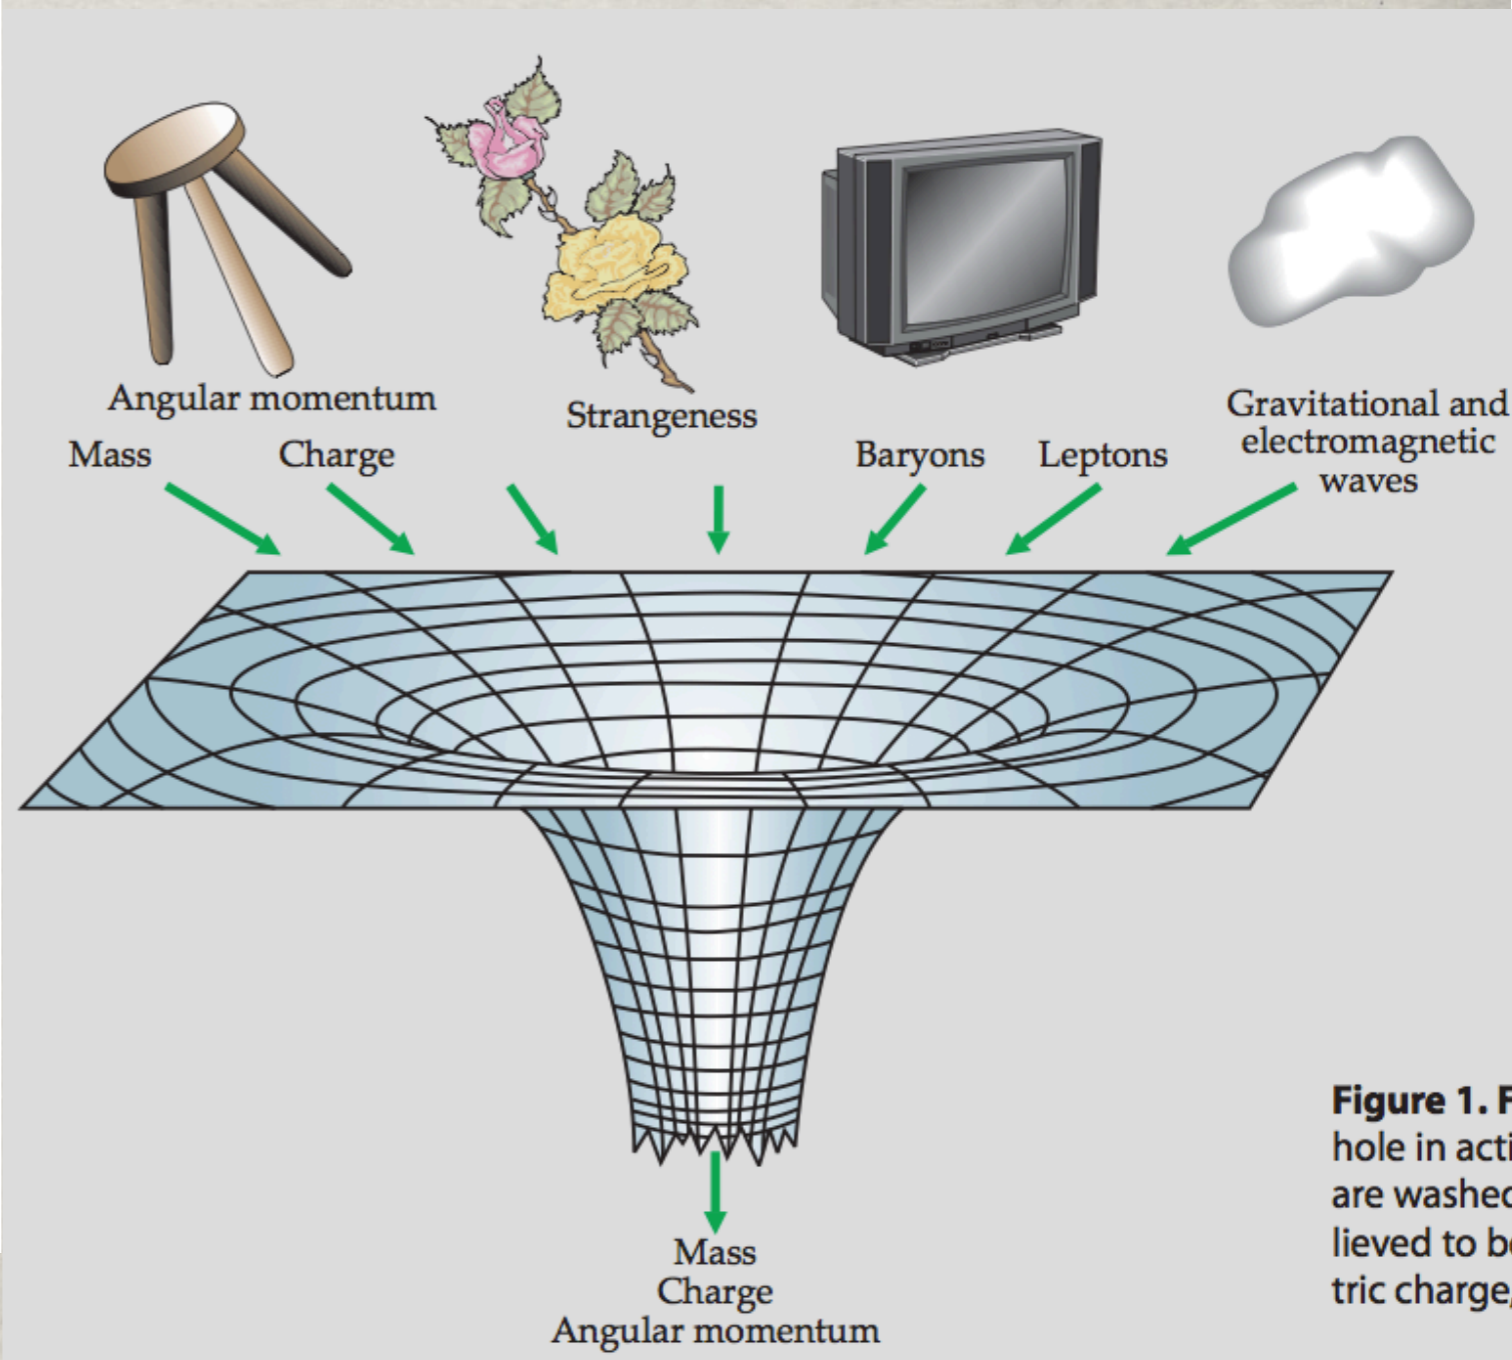 Angular momentum
Strangeness
Gravitational and
electromagnetic
waves
Mass
Charge
Baryons
Leptons
Mass
Charge
Angular momentum
Figure 1.
hole in
are washed
lieved to
tric charge,